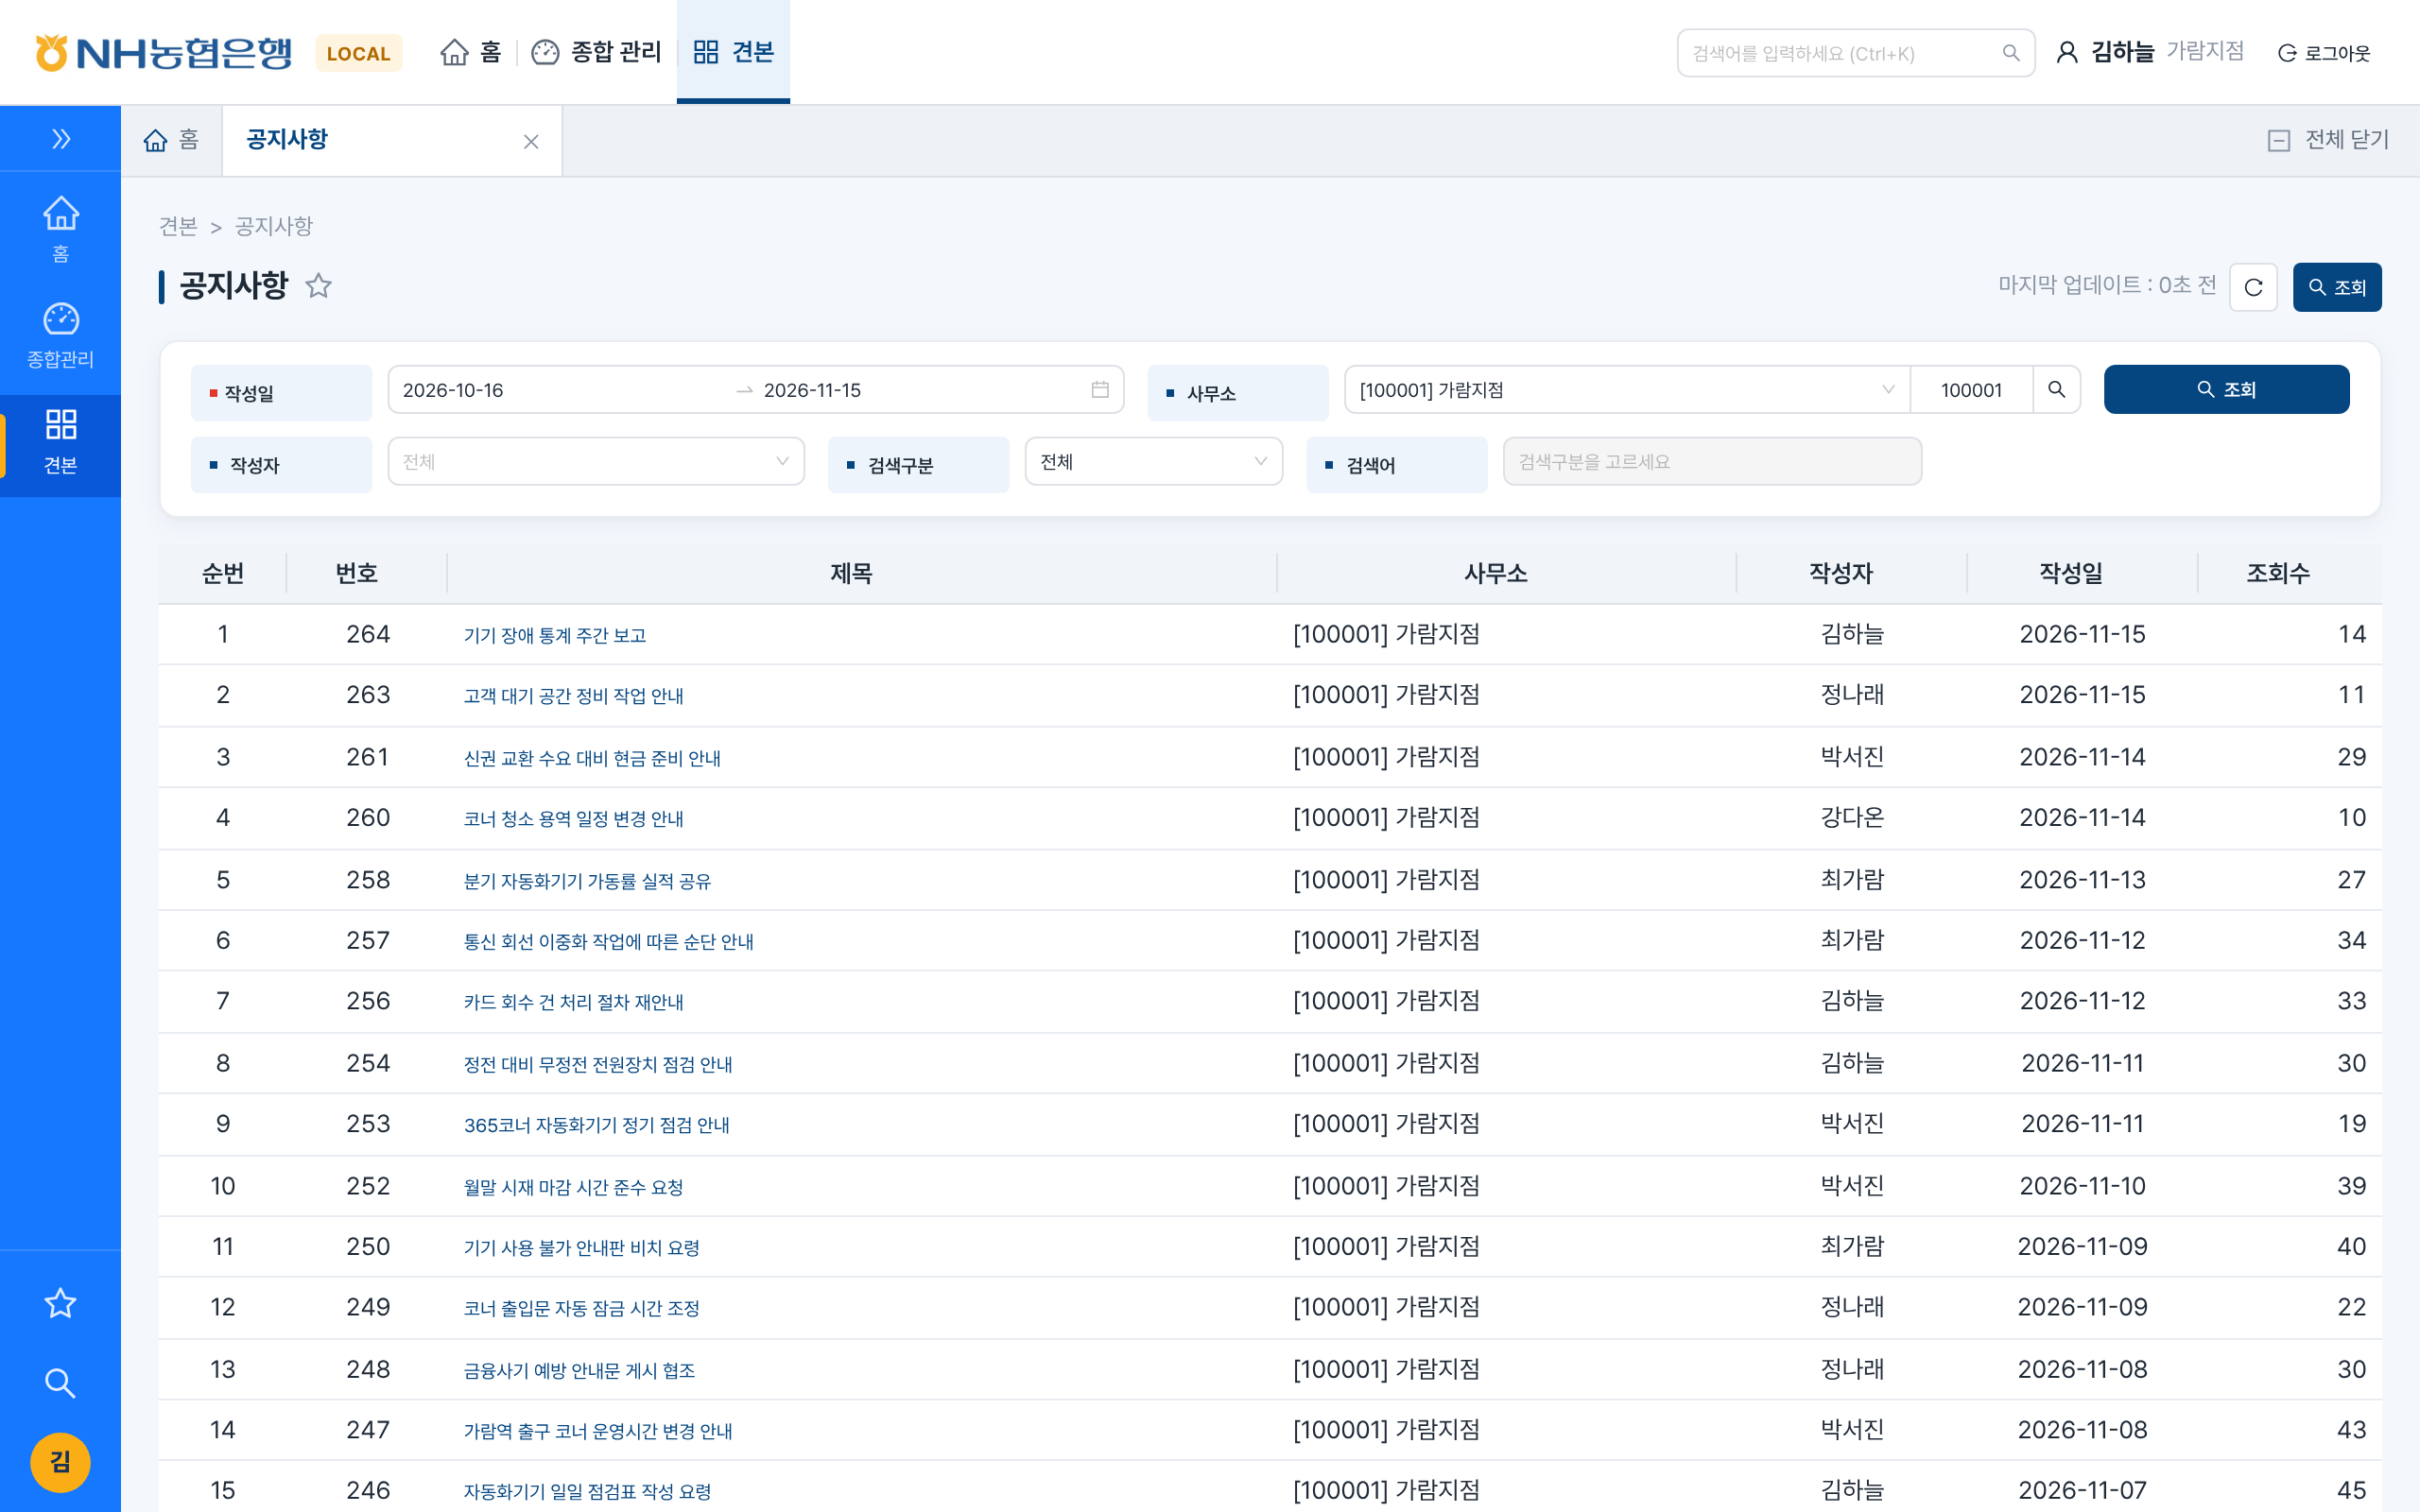 NH농협은행 LOCAL 홈 종합 관리 견본 검색어를 입력하세요 (Ctrl+K) 김하늘 가람지점 로그아웃
홈 공지사항 전체 닫기
견본 > 공지사항
홈
공지사항 마지막 업데이트 : 0초 전 조회
종합관리
작성일 2026-10-16 → 2026-11-15 사무소 [100001] 가람지점 100001 조회
견본
작성자 전체 검색구분 전체 검색어 검색구분을 고르세요
순번 번호 제목 사무소 작성자 작성일 조회수
1 264 기기 장애 통계 주간 보고 [100001] 가람지점 김하늘 2026-11-15 14
2 263 고객 대기 공간 정비 작업 안내 [100001] 가람지점 정나래 2026-11-15 11
3 261 신권 교환 수요 대비 현금 준비 안내 [100001] 가람지점 박서진 2026-11-14 29
4 260 코너 청소 용역 일정 변경 안내 [100001] 가람지점 강다온 2026-11-14 10
5 258 분기 자동화기기 가동률 실적 공유 [100001] 가람지점 최가람 2026-11-13 27
6 257 통신 회선 이중화 작업에 따른 순단 안내 [100001] 가람지점 최가람 2026-11-12 34
7 256 카드 회수 건 처리 절차 재안내 [100001] 가람지점 김하늘 2026-11-12 33
8 254 정전 대비 무정전 전원장치 점검 안내 [100001] 가람지점 김하늘 2026-11-11 30
9 253 365코너 자동화기기 정기 점검 안내 [100001] 가람지점 박서진 2026-11-11 19
10 252 월말 시재 마감 시간 준수 요청 [100001] 가람지점 박서진 2026-11-10 39
11 250 기기 사용 불가 안내판 비치 요령 [100001] 가람지점 최가람 2026-11-09 40
12 249 코너 출입문 자동 잠금 시간 조정 [100001] 가람지점 정나래 2026-11-09 22
13 248 금융사기 예방 안내문 게시 협조 [100001] 가람지점 정나래 2026-11-08 30
14 247 가람역 출구 코너 운영시간 변경 안내 [100001] 가람지점 박서진 2026-11-08 43
김
15 246 자동화기기 일일 점검표 작성 요령 [100001] 가람지점 김하늘 2026-11-07 45